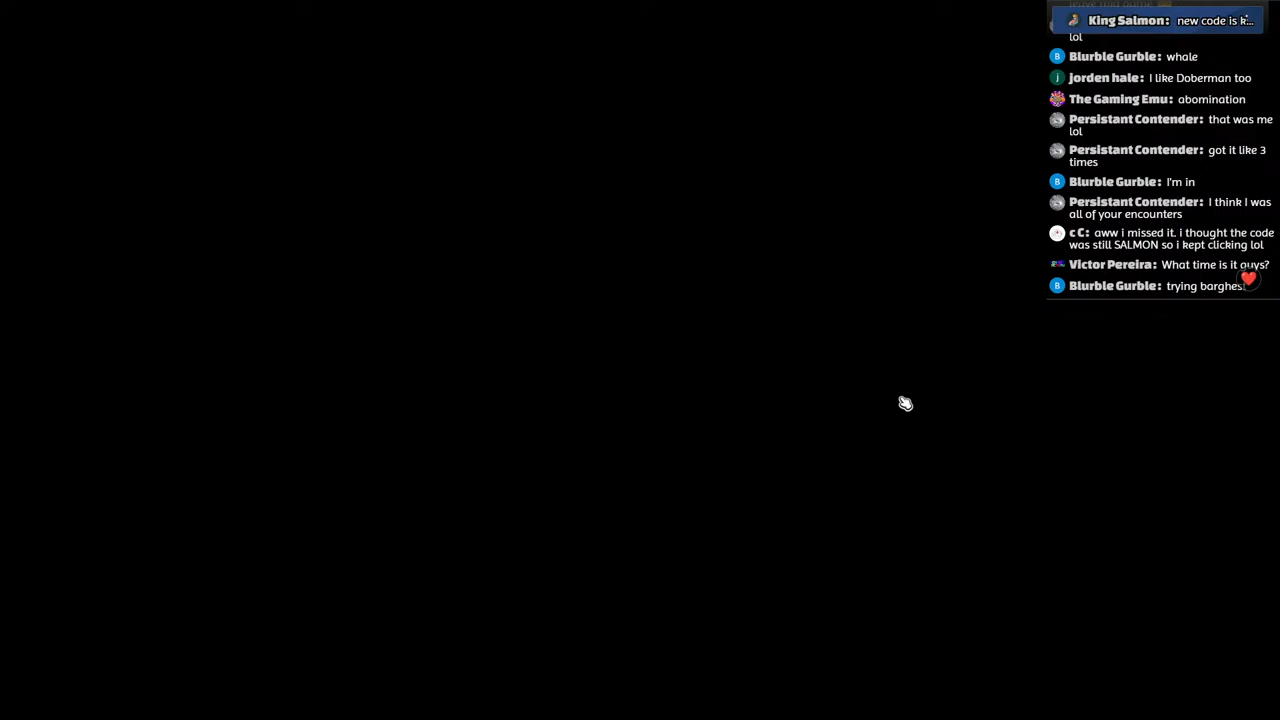 King Salmon: new code is k...
lol
Blurble Gurble: whale
jorden hale: I like Doberman too
The Gaming Emu: abomination
Persistant Contender: that was me
lol
Persistant Contender: got it like 3
times
Blurble Gurble: I'm in
Persistant Contender: I think I was
all of your encounters
c C: aww i missed it. i thought the code
was still SALMON so i kept clicking lol
Victor Pereira: What time is it guys?
Blurble Gurble: trying barghest